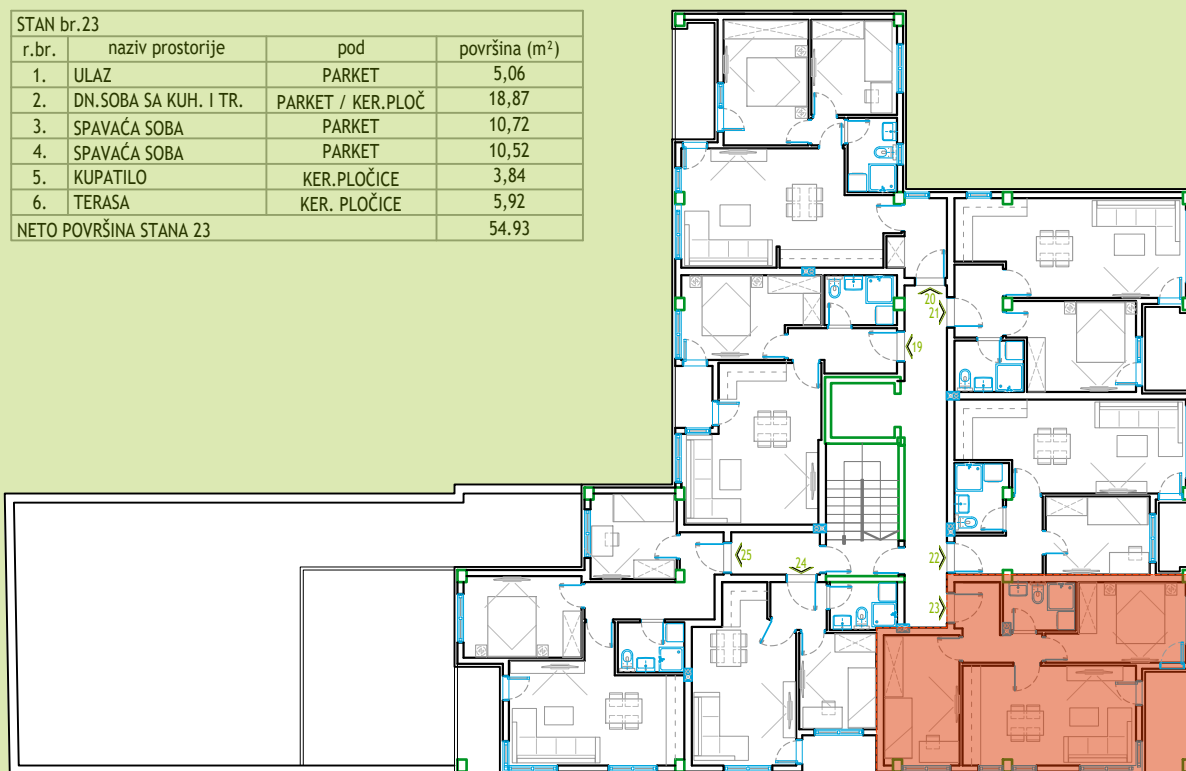 STAN br.23
r.br. naziv prostorije pod površina (m²)
1. ULAZ PARKET 5,06
2. DN.SOBA SA KUH. I TR. PARKET / KER.PLOČ 18,87
3. SPAVAĆA SOBA PARKET 10,72
4. SPAVAĆA SOBA PARKET 10,52
5. KUPATILO KER.PLOČICE 3,84
6. TERASA KER. PLOČICE 5,92
NETO POVRŠINA STANA 23 54.93
20
21
19
25
24
22
23